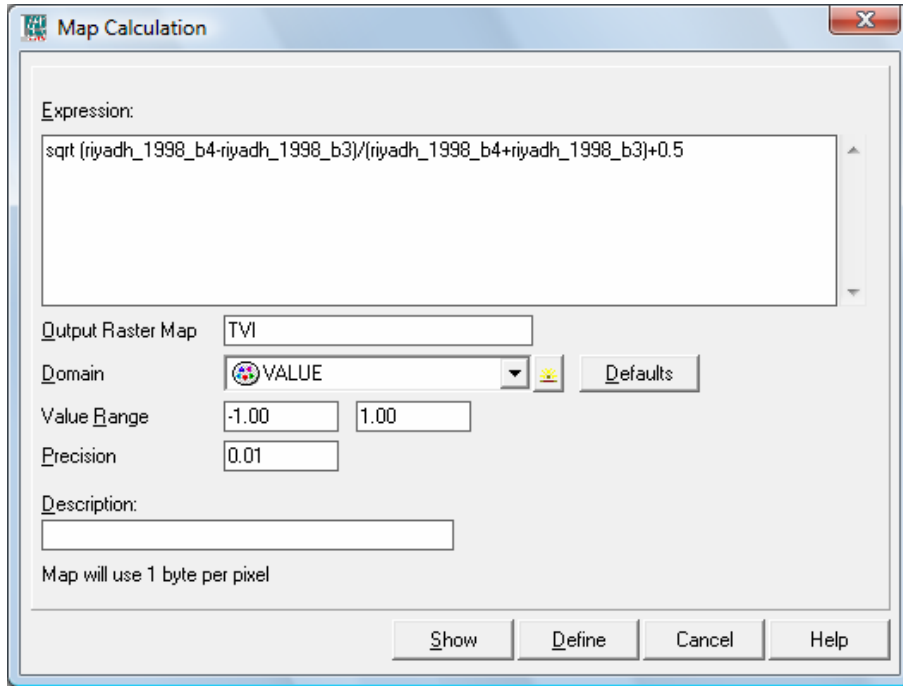 Map Calculation
Expression:
sqrt (riyadh_1998_b4-riyadh_1998_b3)/(riyadh_1998_b4+riyadh_1998_b3)+0.5
Output Raster Map TVI
Domain VALUE Defaults
Value Range -1.00 1.00
Precision 0.01
Description:
Map will use 1 byte per pixel
Show Define Cancel Help